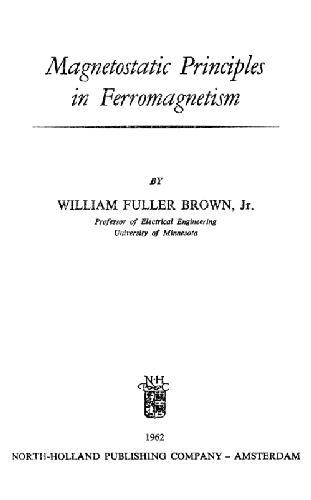 Magnetostatic Principles
in Ferromagnetism
BY
WILLIAM FULLER BROWN, Jr.
Professor of Electrical Engineering
University of Minnesota
N·H
1962
NORTH-HOLLAND PUBLISHING COMPANY – AMSTERDAM